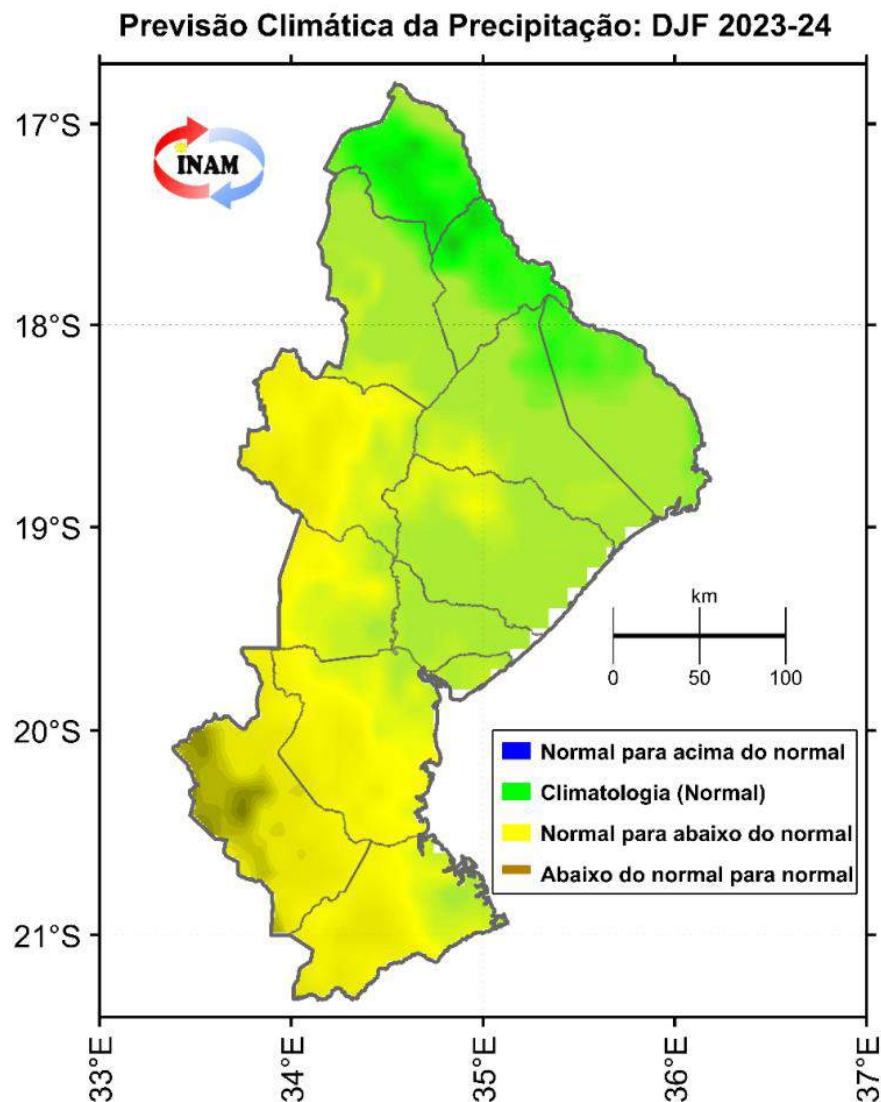 Previsão Climática da Precipitação: DJF 2023-24
17°S
INAM
18°S
19°S
km
0 50 100
20°S
Normal para acima do normal
Climatologia (Normal)
Normal para abaixo do normal
Abaixo do normal para normal
21°S
33°E
34°E
35°E
36°E
37°E